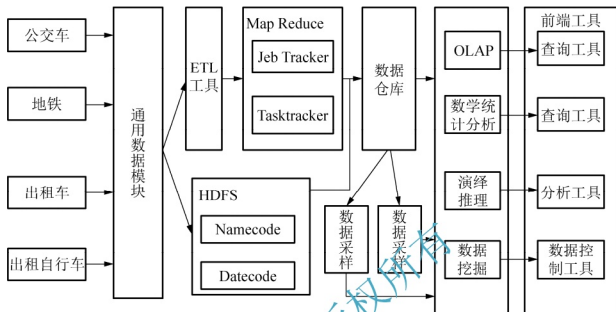 公交车
地铁
出租车
出租自行车
通用数据模块
ETL
工具
Map Reduce
Jeb Tracker
Tasktracker
HDFS
Namecode
Datecode
数据
仓库
数据采样
数据采样
OLAP
数学统
计分析
演绎
推理
数据
挖掘
前端工具
查询工具
查询工具
分析工具
数据控
制工具
权所有